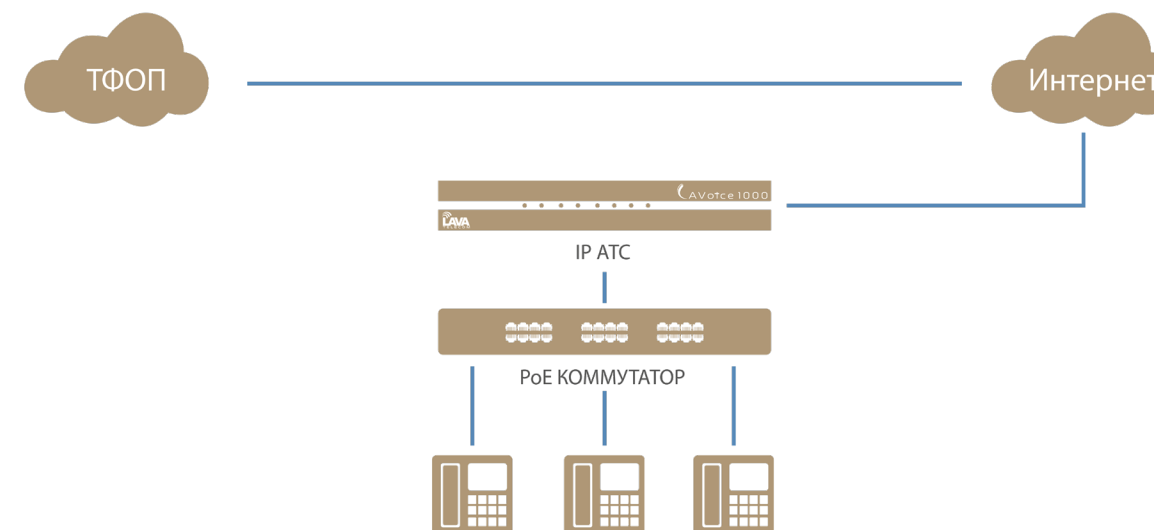 ТФОП
Интернет
AVoice1000
LAVA
IP АТС
PoE КОММУТАТОР